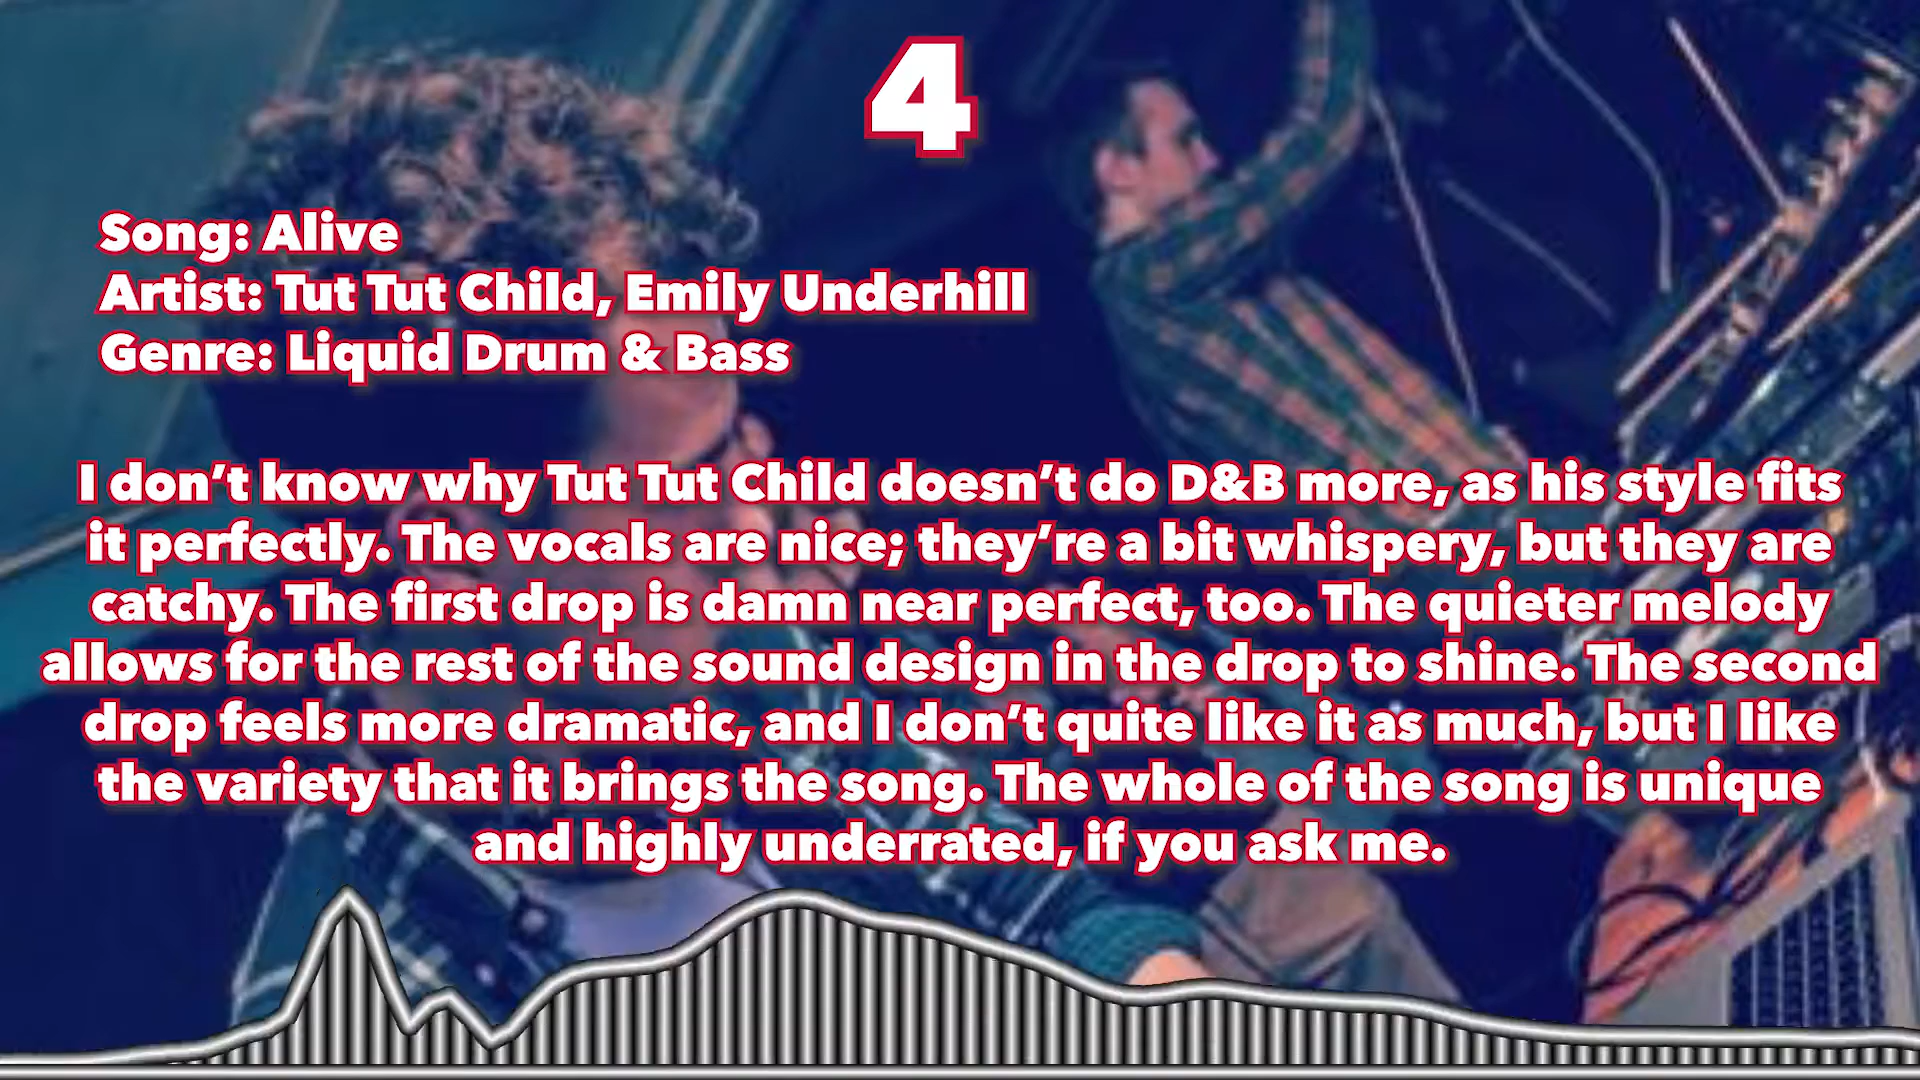 4
Song: Alive
Artist: Tut Tut Child, Emily Underhill
Genre: Liquid Drum & Bass
I don’t know why Tut Tut Child doesn’t do D&B more, as his style fits
it perfectly. The vocals are nice; they’re a bit whispery, but they are
catchy. The first drop is damn near perfect, too. The quieter melody
allows for the rest of the sound design in the drop to shine. The second
drop feels more dramatic, and I don’t quite like it as much, but I like
the variety that it brings the song. The whole of the song is unique
and highly underrated, if you ask me.